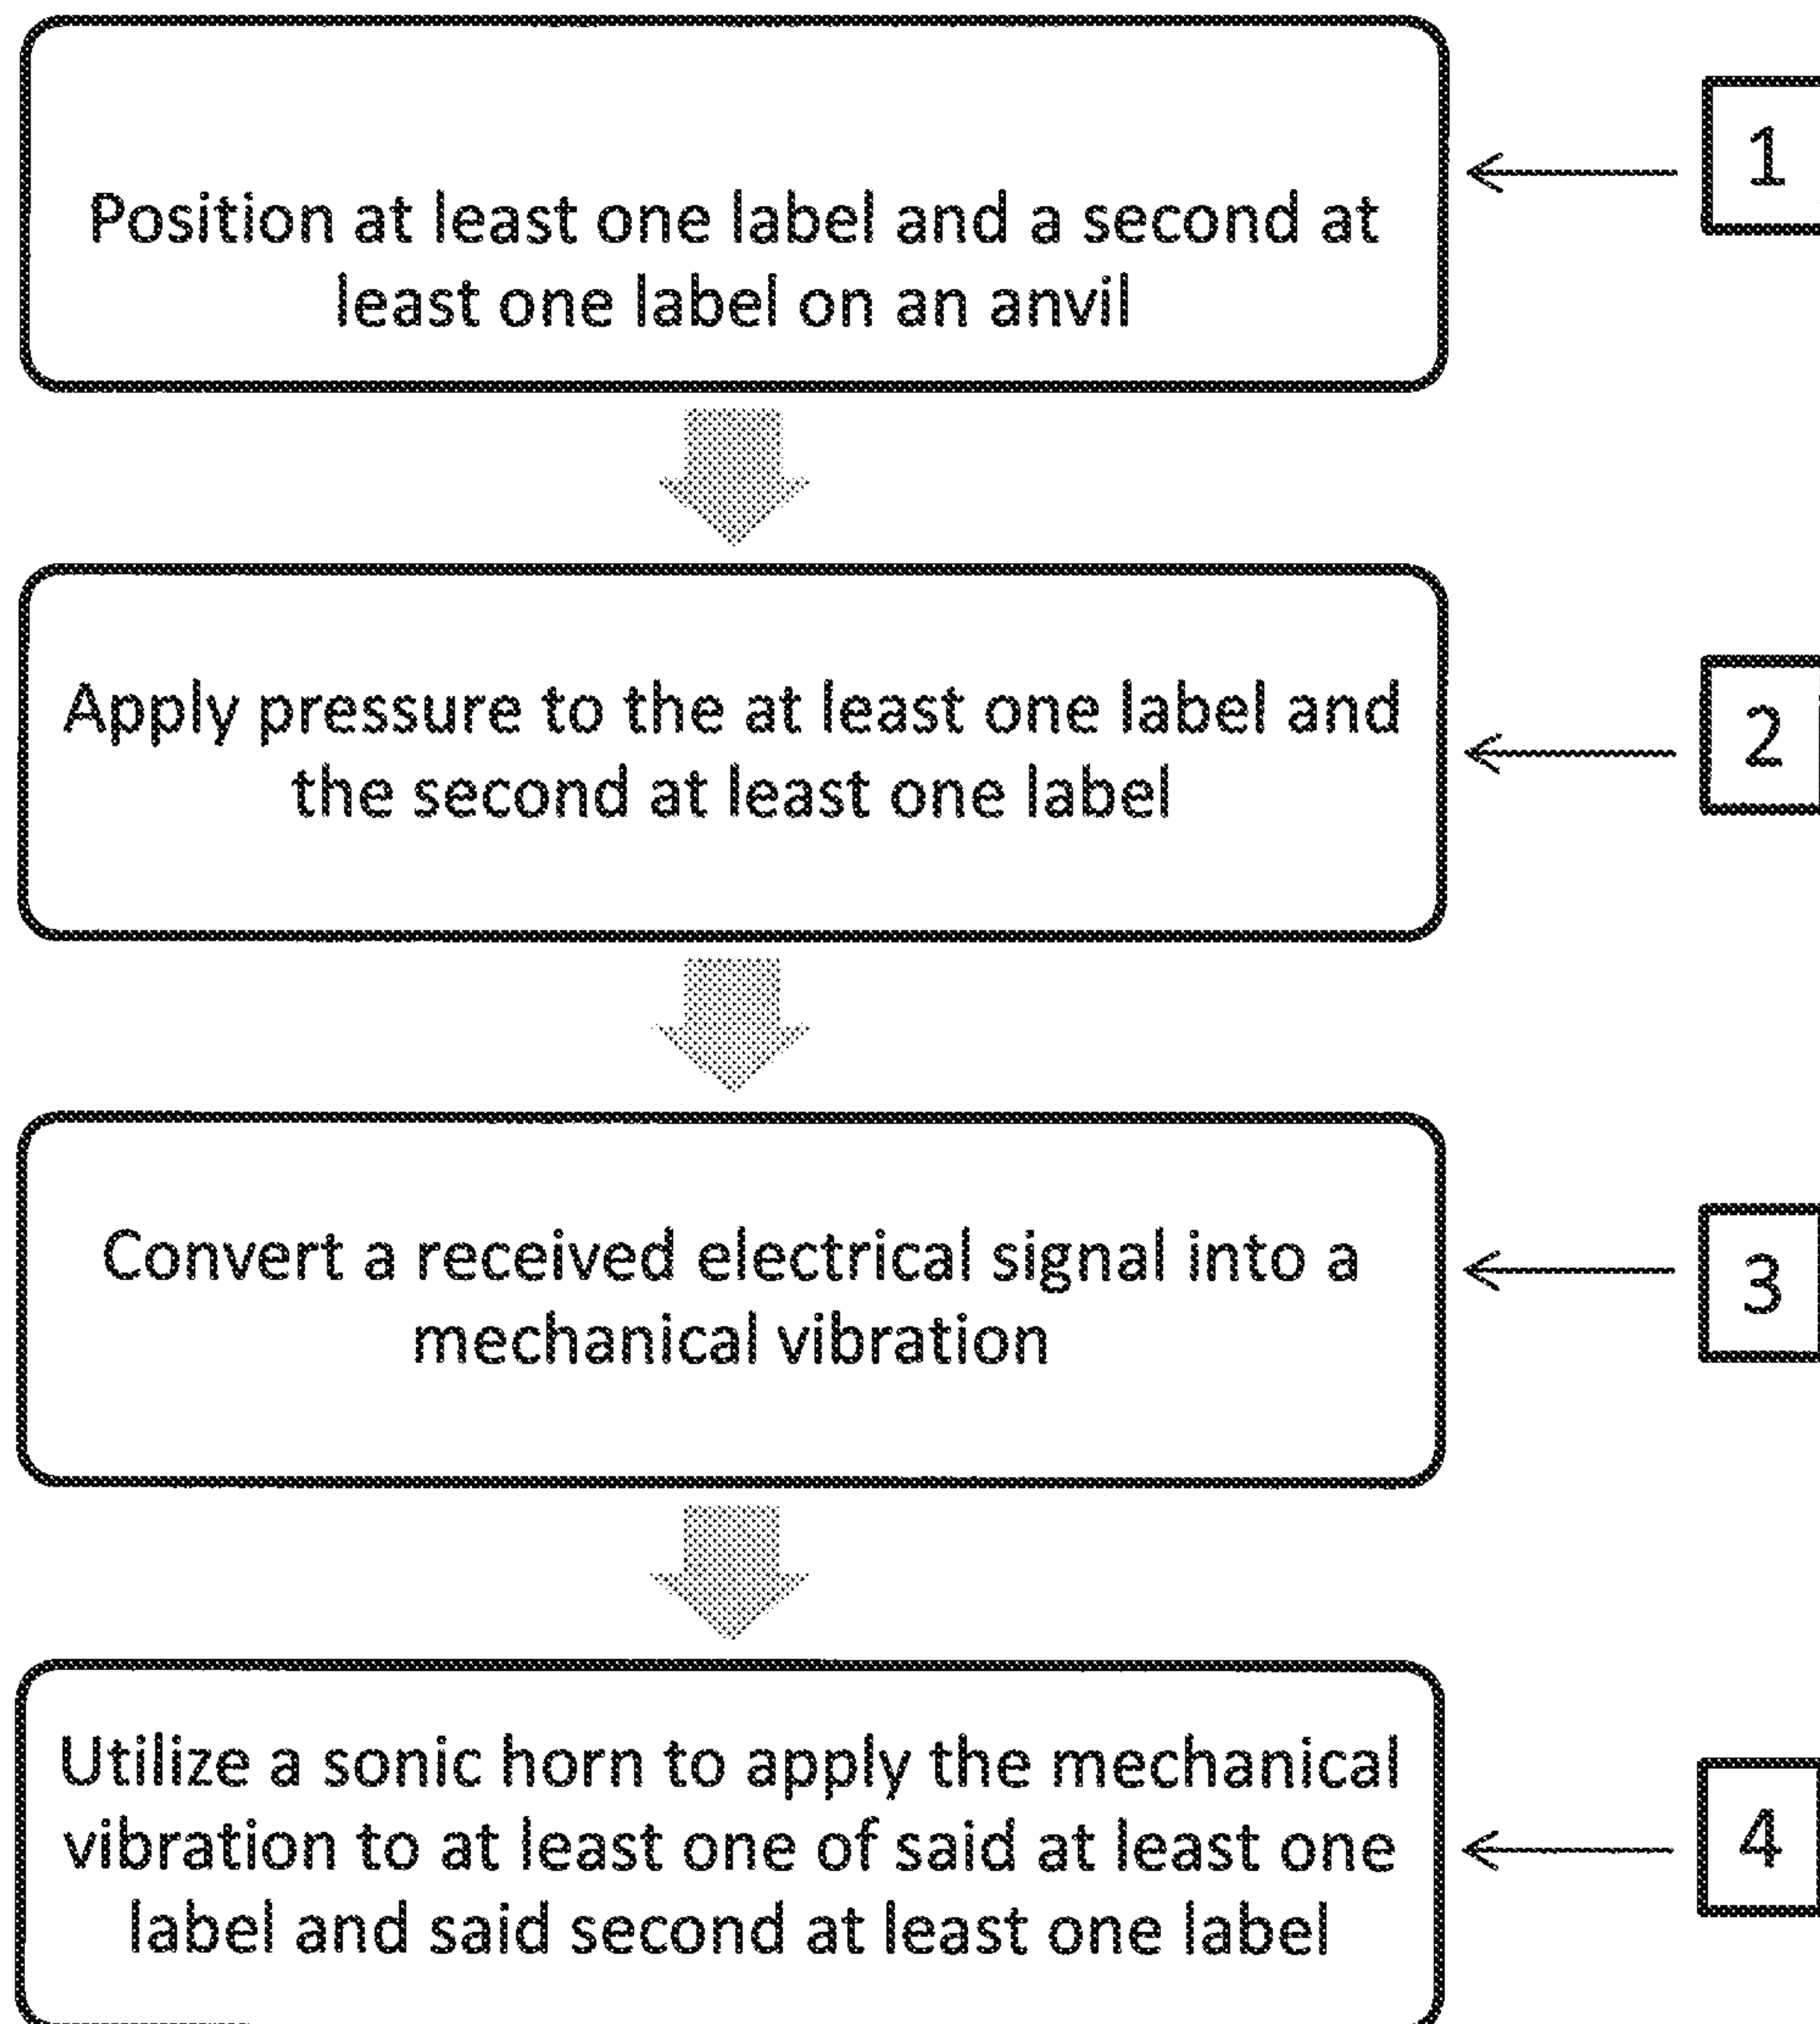 Position at least one label and a second at
least one label on an anvil
1
Apply pressure to the at least one label and
the second at least one label
2
Convert a received electrical signal into a
mechanical vibration
3
Utilize a sonic horn to apply the mechanical
vibration to at least one of said at least one
label and said second at least one label
4